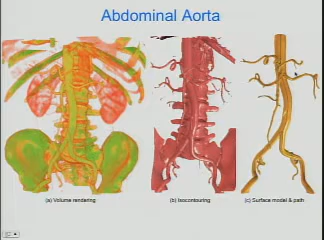 Abdominal Aorta
(a) Volume rendering
(b) Isocontouring
(c) Surface model & path